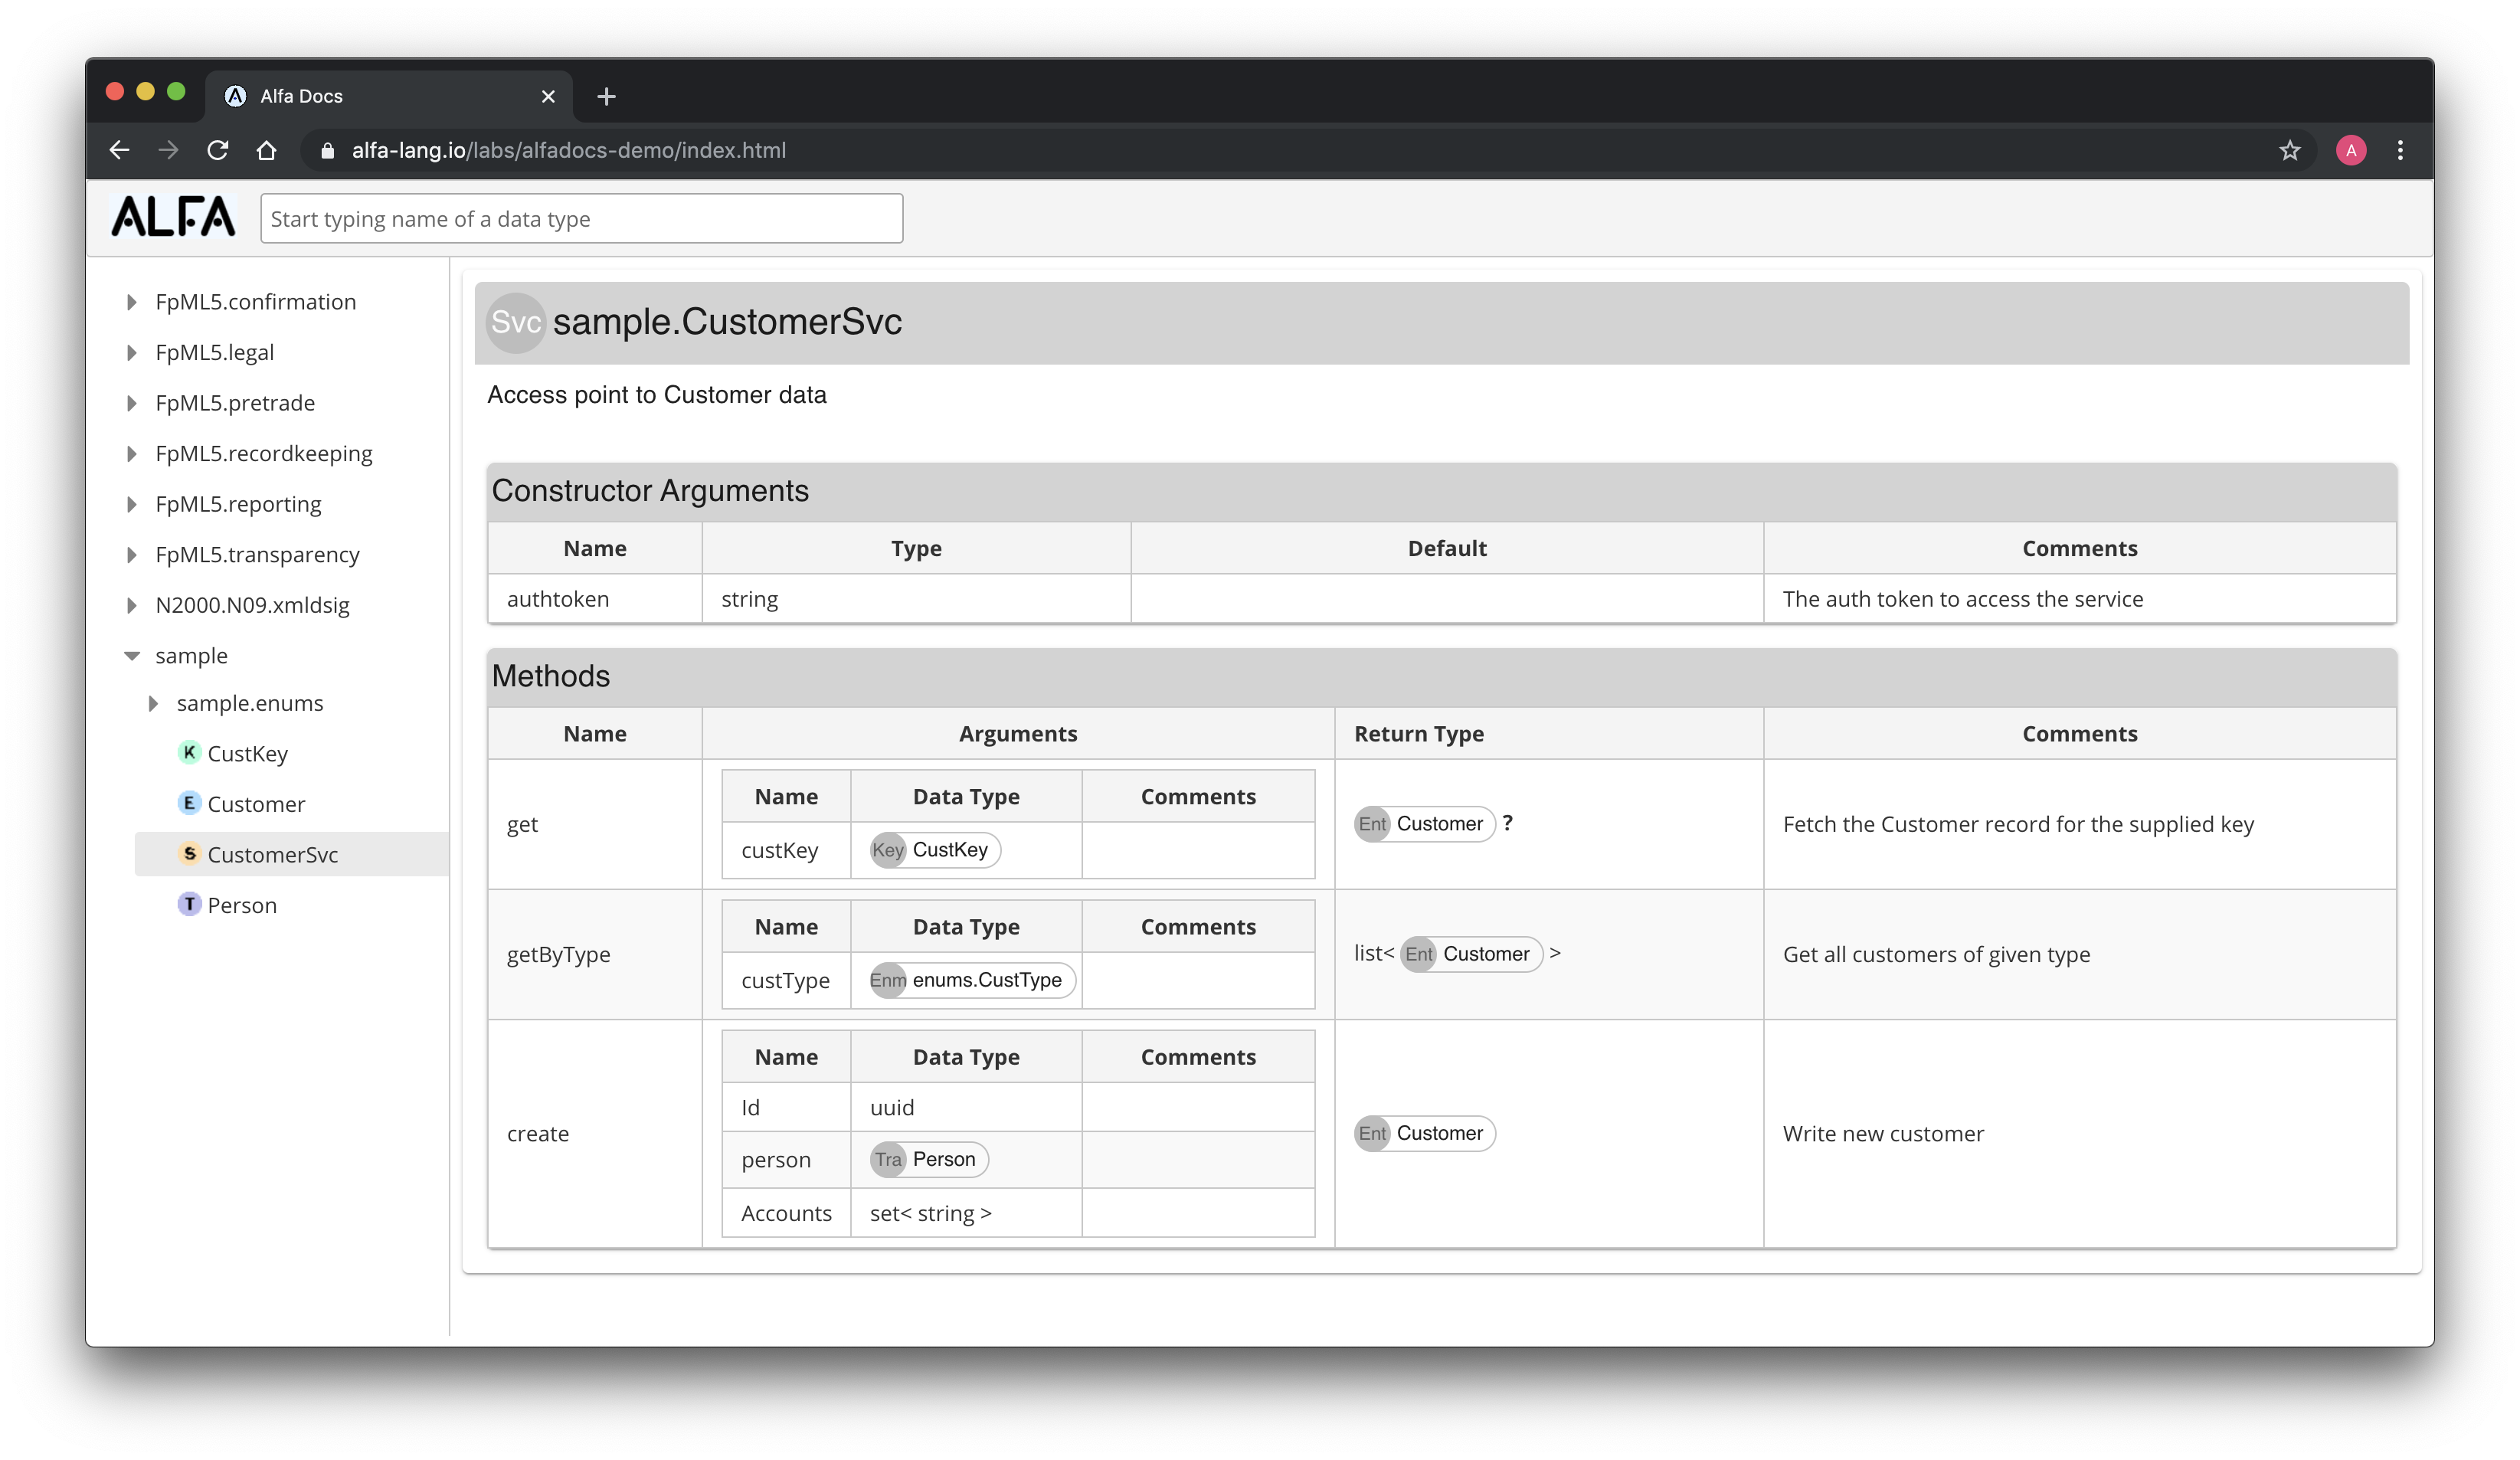 Alfa Docs
alfa-lang.io/labs/alfadocs-demo/index.html
A
ALFA
Start typing name of a data type
FpML5.confirmation
FpML5.legal
FpML5.pretrade
FpML5.recordkeeping
FpML5.reporting
FpML5.transparency
N2000.N09.xmldsig
sample
sample.enums
K CustKey
E Customer
S CustomerSvc
T Person
Svc sample.CustomerSvc
Access point to Customer data
Constructor Arguments
Name Type Default Comments
authtoken string The auth token to access the service
Methods
Name Arguments Return Type Comments
get
Name Data Type Comments
custKey Key CustKey
Ent Customer ?
Fetch the Customer record for the supplied key
getByType
Name Data Type Comments
custType Enm enums.CustType
list< Ent Customer >
Get all customers of given type
create
Name Data Type Comments
Id uuid
person Tra Person
Accounts set< string >
Ent Customer
Write new customer